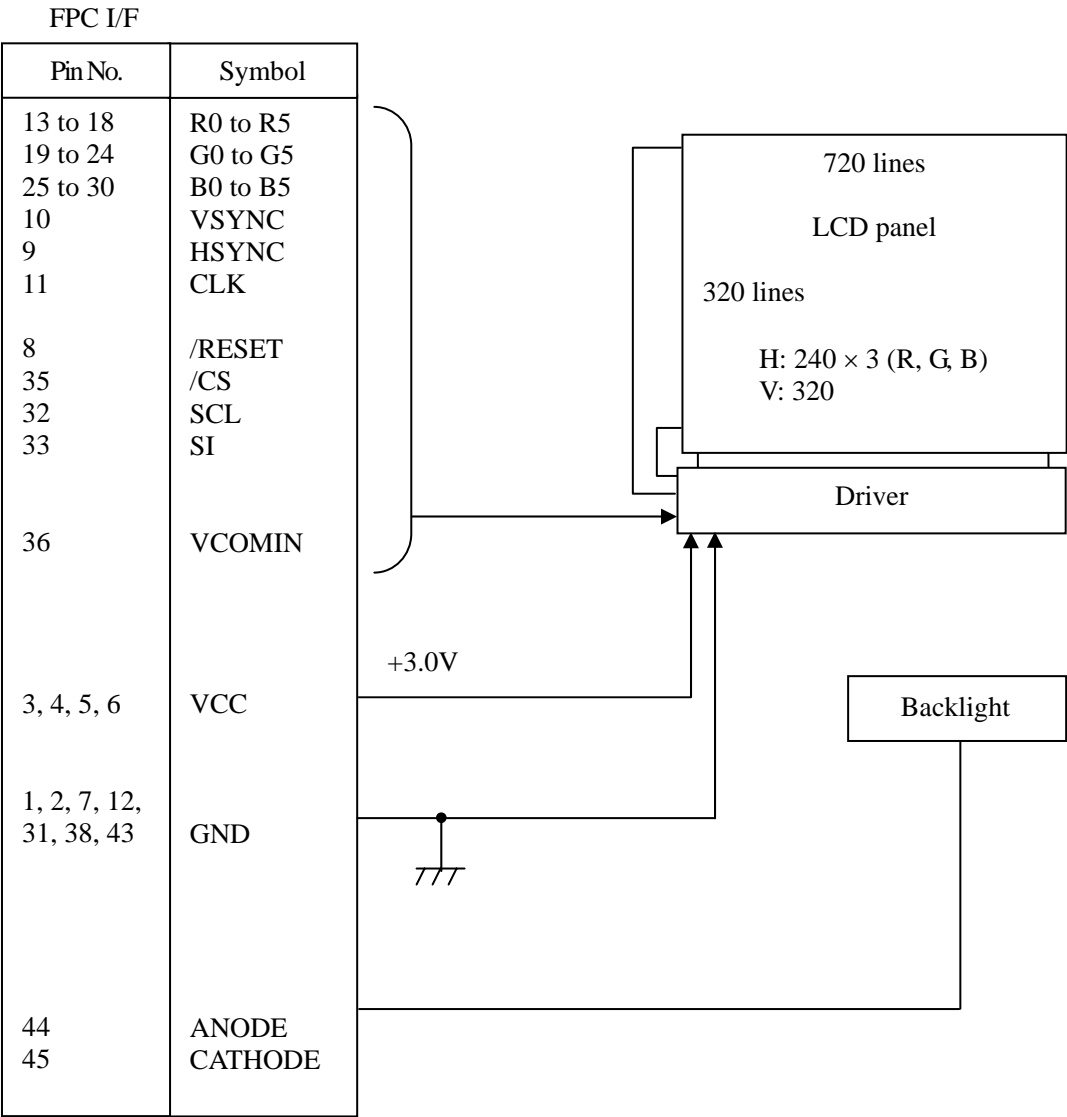 FPC I/F
Pin No. Symbol
13 to 18 R0 to R5
19 to 24 G0 to G5
25 to 30 B0 to B5
10 VSYNC
9 HSYNC
11 CLK
8 /RESET
35 /CS
32 SCL
33 SI
36 VCOMIN
3, 4, 5, 6 VCC
1, 2, 7, 12,
31, 38, 43 GND
44 ANODE
45 CATHODE
+3.0V
720 lines
LCD panel
320 lines
H: 240 × 3 (R, G, B)
V: 320
Driver
Backlight